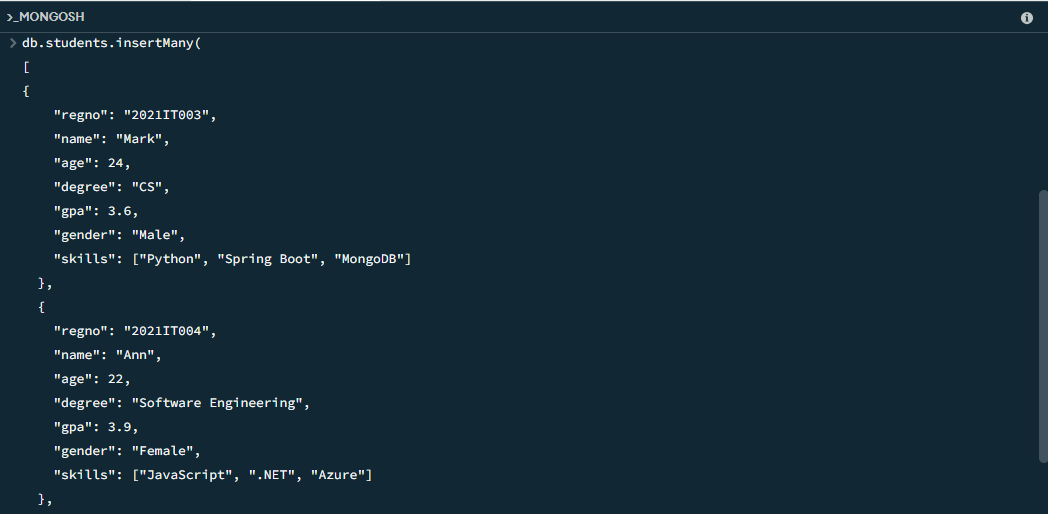 >_MONGOSH
> db.students.insertMany(
[
{
"regno": "2021IT003",
"name": "Mark",
"age": 24,
"degree": "CS",
"gpa": 3.6,
"gender": "Male",
"skills": ["Python", "Spring Boot", "MongoDB"]
},
{
"regno": "2021IT004",
"name": "Ann",
"age": 22,
"degree": "Software Engineering",
"gpa": 3.9,
"gender": "Female",
"skills": ["JavaScript", ".NET", "Azure"]
},